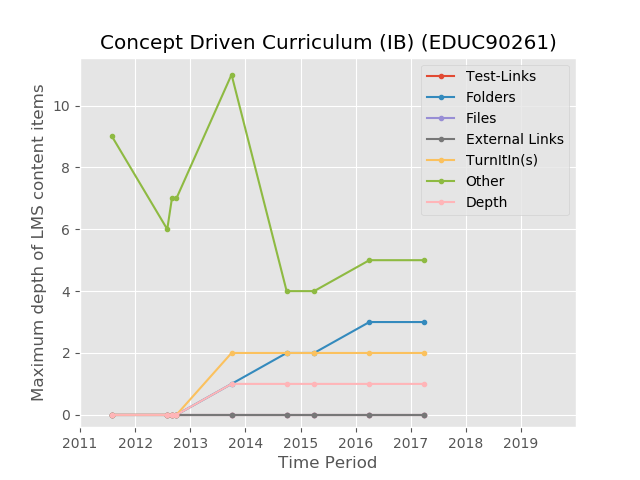 Concept Driven Curriculum (IB) (EDUC90261)
Test-Links
Folders
Files
External Links
TurnItIn(s)
Other
Depth
Maximum depth of LMS content items
10
8
6
4
2
0
2011 2012 2013 2014 2015 2016 2017 2018 2019
Time Period